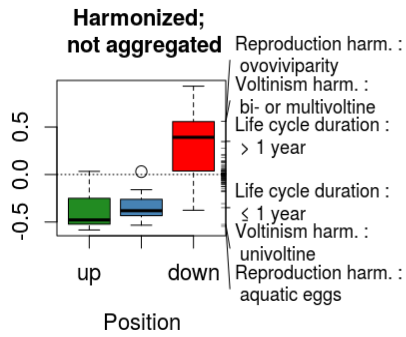 Harmonized;
not aggregated
Reproduction harm. :
ovoviviparity
Voltinism harm. :
bi- or multivoltine
Life cycle duration :
> 1 year
Life cycle duration :
≤ 1 year
Voltinism harm. :
univoltine
Reproduction harm. :
aquatic eggs
0.5
0.0
-0.5
up down
Position